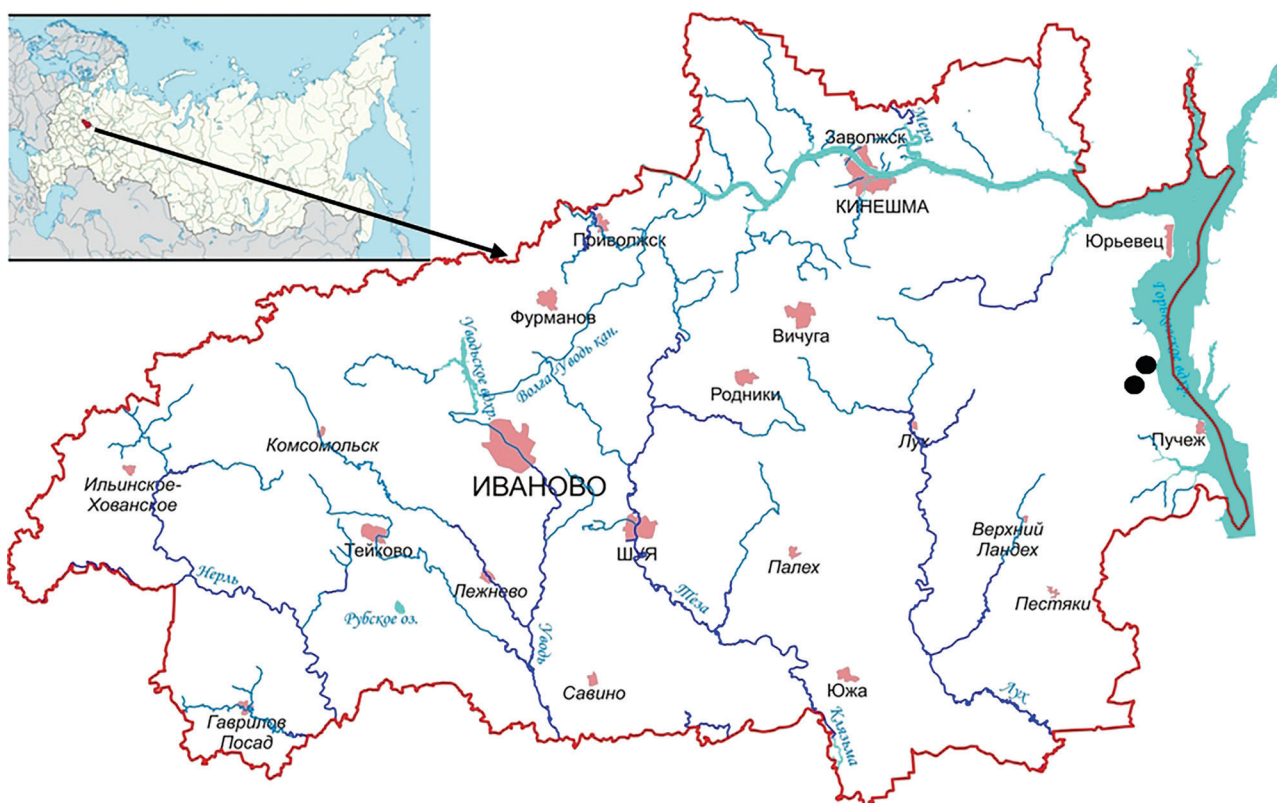 Мера
Заволжск
КИНЕШМА
Приволжск
Юрьевец
Горьковское вдхр.
Фурманов
Вичуга
Уводьское вдхр.
Волга-Уводь кан.
Родники
Комсомольск
Лух
Пучеж
Ильинское-
Хованское
ИВАНОВО
Верхний
Ландех
Тейково
ШУЯ
Палех
Нерль
Лежнево
Теза
Пестяки
Рубское оз.
Уводь
Савино
Южа
Лух
Гаврилов
Посад
Клязьма